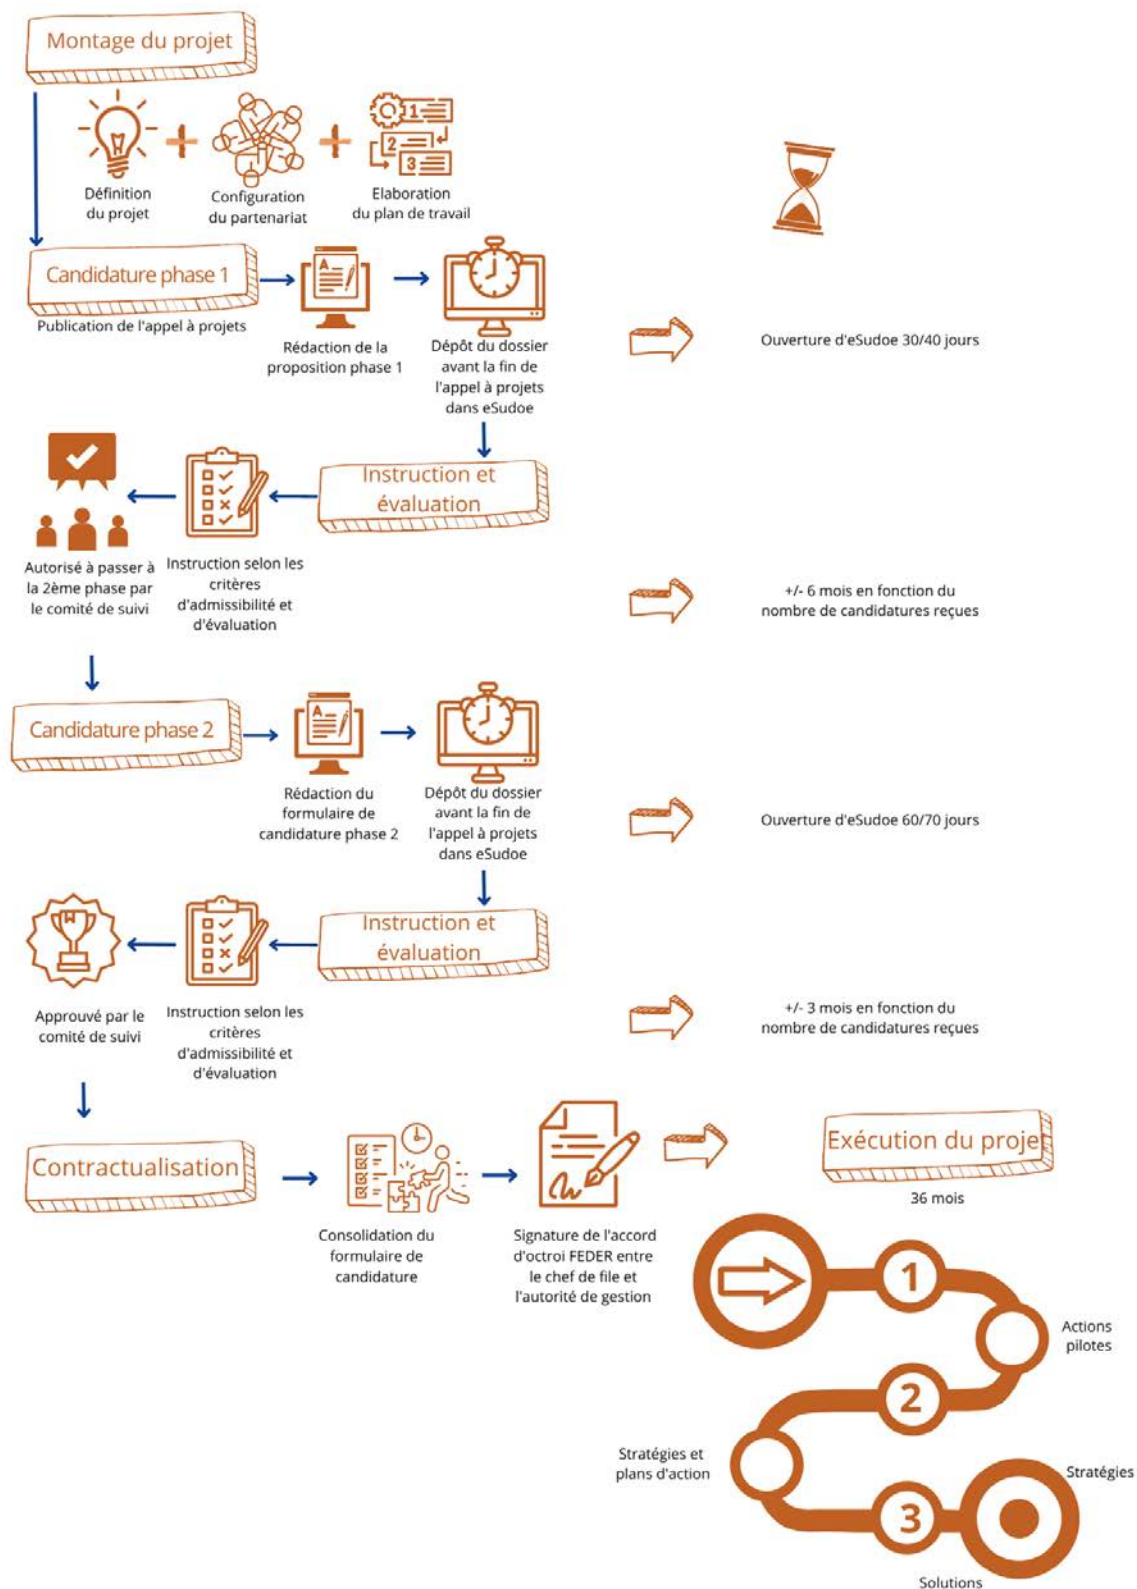 Montage du projet
1
2
3
Définition
du projet
Configuration
du partenariat
Elaboration
du plan de travail
Candidature phase 1
Publication de l'appel à projets
A
Rédaction de la
proposition phase 1
Dépôt du dossier
avant la fin de
l'appel à projets
dans eSudoe
Ouverture d'eSudoe 30/40 jours
Instruction et
évaluation
Instruction selon les
critères
d'admissibilité et
d'évaluation
Autorisé à passer à
la 2ème phase par
le comité de suivi
+/- 6 mois en fonction du
nombre de candidatures reçues
Candidature phase 2
A
Rédaction du
formulaire de
candidature phase 2
Dépôt du dossier
avant la fin de
l'appel à projets
dans eSudoe
Ouverture d'eSudoe 60/70 jours
Instruction et
évaluation
Instruction selon les
critères
d'admissibilité et
d'évaluation
Approuvé par le
comité de suivi
+/- 3 mois en fonction du
nombre de candidatures reçues
Contractualisation
Consolidation du
formulaire de
candidature
Signature de l'accord
d'octroi FEDER entre
le chef de file et
l'autorité de gestion
Exécution du proje
36 mois
1
Actions
pilotes
2
Stratégies et
plans d'action
3
Stratégies
Solutions